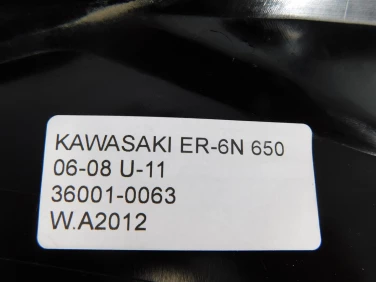 KAWASAKI ER-6N 650
06-08 U-11
36001-0063
W.A2012